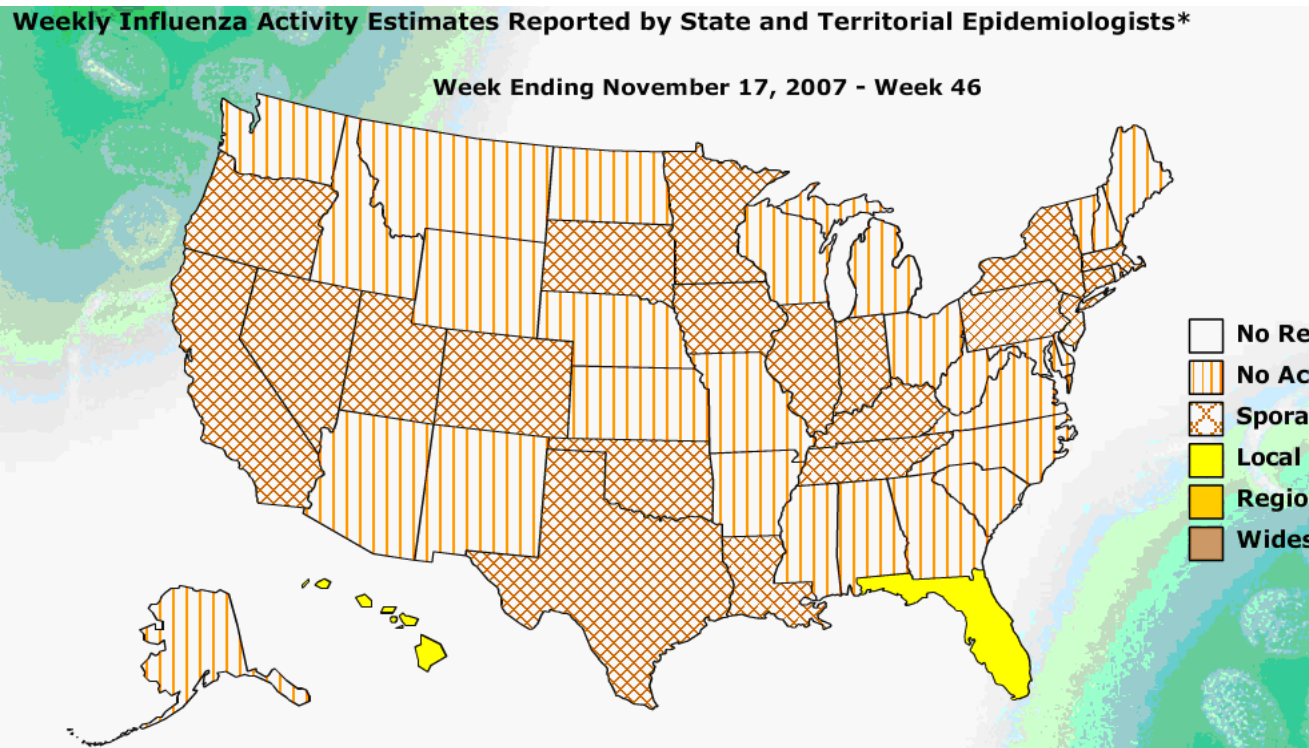 Weekly Influenza Activity Estimates Reported by State and Territorial Epidemiologists*
Week Ending November 17, 2007 - Week 46
No Re
No Ac
Spora
Local
Regio
Wides